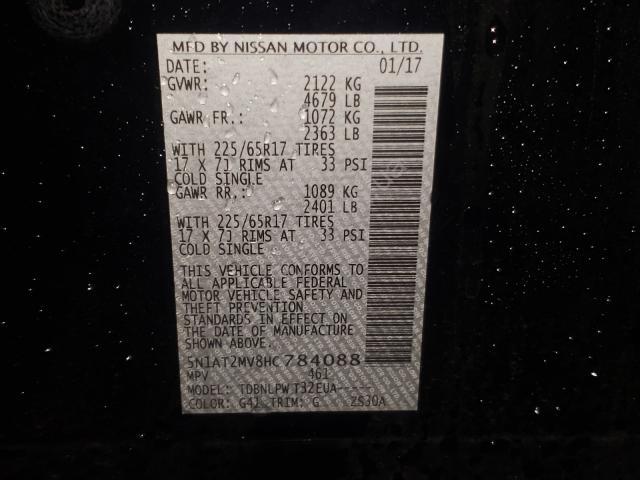 MFD BY NISSAN MOTOR CO., LTD.
DATE: 01/17
GVWR: 2122 KG
4679 LB
GAWR FR.: 1072 KG
2363 LB
WITH 225/65R17 TIRES
17 X 7J RIMS AT 33 PSI
COLD SINGLE
GAWR RR.: 1089 KG
2401 LB
WITH 225/65R17 TIRES
17 X 7J RIMS AT 33 PSI
COLD SINGLE
THIS VEHICLE CONFORMS TO
ALL APPLICABLE FEDERAL
MOTOR VEHICLE SAFETY AND
THEFT PREVENTION
STANDARDS IN EFFECT ON
THE DATE OF MANUFACTURE
SHOWN ABOVE.
5N1AT2MV8HC784088
MPV 461
MODEL: TDBNLPW T32EUA-----
COLOR: G41 TRIM: G ZS30A